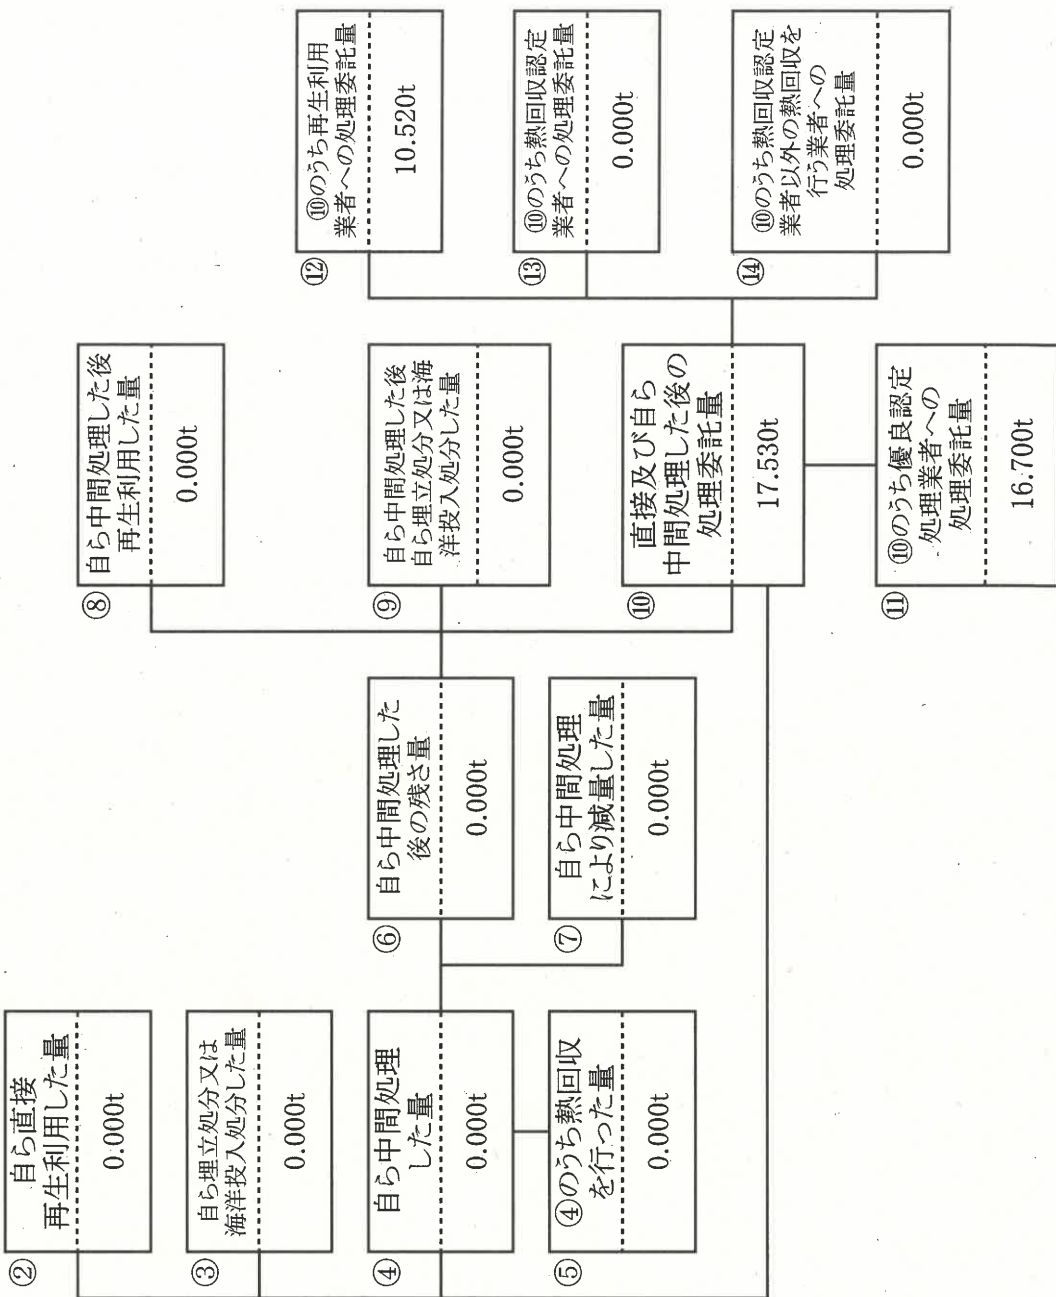 ②
自ら直接
再生利用した量
0.000t
③
自ら埋立処分又は
海洋投入処分した量
0.000t
④
自ら中間処理
した量
0.000t
⑤
④のうち熱回収
を行った量
0.000t
⑥
自ら中間処理した
後の残さ量
0.000t
⑦
自ら中間処理
により減量した量
0.000t
⑧
自ら中間処理した後
再生利用した量
0.000t
⑨
自ら中間処理した後
自ら埋立処分又は海
洋投入処分した量
0.000t
⑩
直接及び自ら
中間処理した後の
処理委託量
17.530t
⑪
⑩のうち優良認定
処理業者への
処理委託量
16.700t
⑫
⑩のうち再生利用
業者への処理委託量
10.520t
⑬
⑩のうち熱回収認定
業者への処理委託量
0.000t
⑭
⑩のうち熱回収認定
業者以外の熱回収を
行う業者への
処理委託量
0.000t